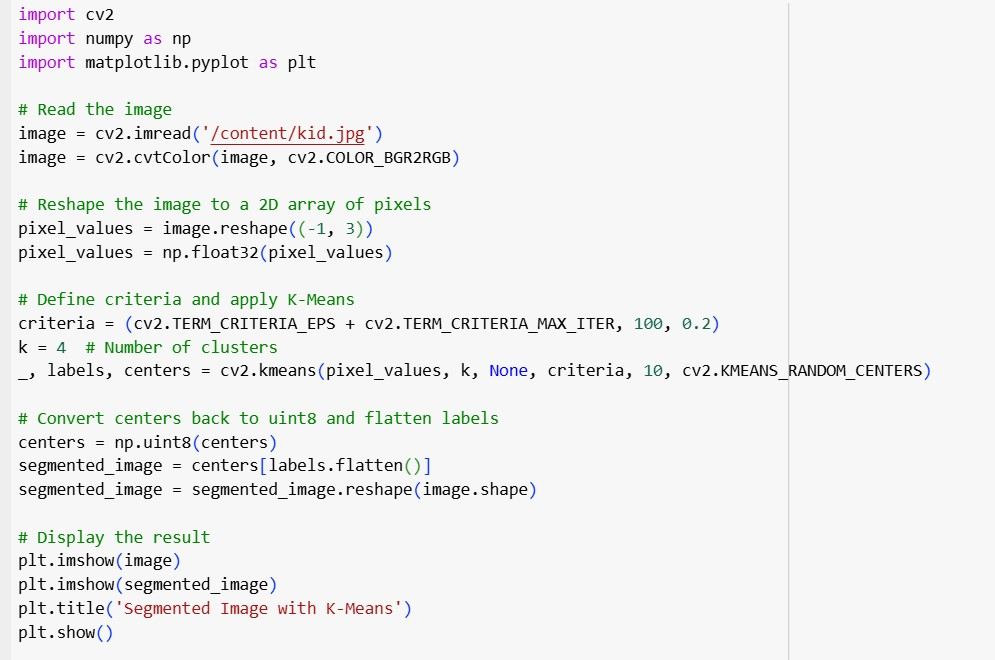 import cv2
import numpy as np
import matplotlib.pyplot as plt

# Read the image
image = cv2.imread('/content/kid.jpg')
image = cv2.cvtColor(image, cv2.COLOR_BGR2RGB)

# Reshape the image to a 2D array of pixels
pixel_values = image.reshape((-1, 3))
pixel_values = np.float32(pixel_values)

# Define criteria and apply K-Means
criteria = (cv2.TERM_CRITERIA_EPS + cv2.TERM_CRITERIA_MAX_ITER, 100, 0.2)
k = 4  # Number of clusters
_, labels, centers = cv2.kmeans(pixel_values, k, None, criteria, 10, cv2.KMEANS_RANDOM_CENTERS)

# Convert centers back to uint8 and flatten labels
centers = np.uint8(centers)
segmented_image = centers[labels.flatten()]
segmented_image = segmented_image.reshape(image.shape)

# Display the result
plt.imshow(image)
plt.imshow(segmented_image)
plt.title('Segmented Image with K-Means')
plt.show()